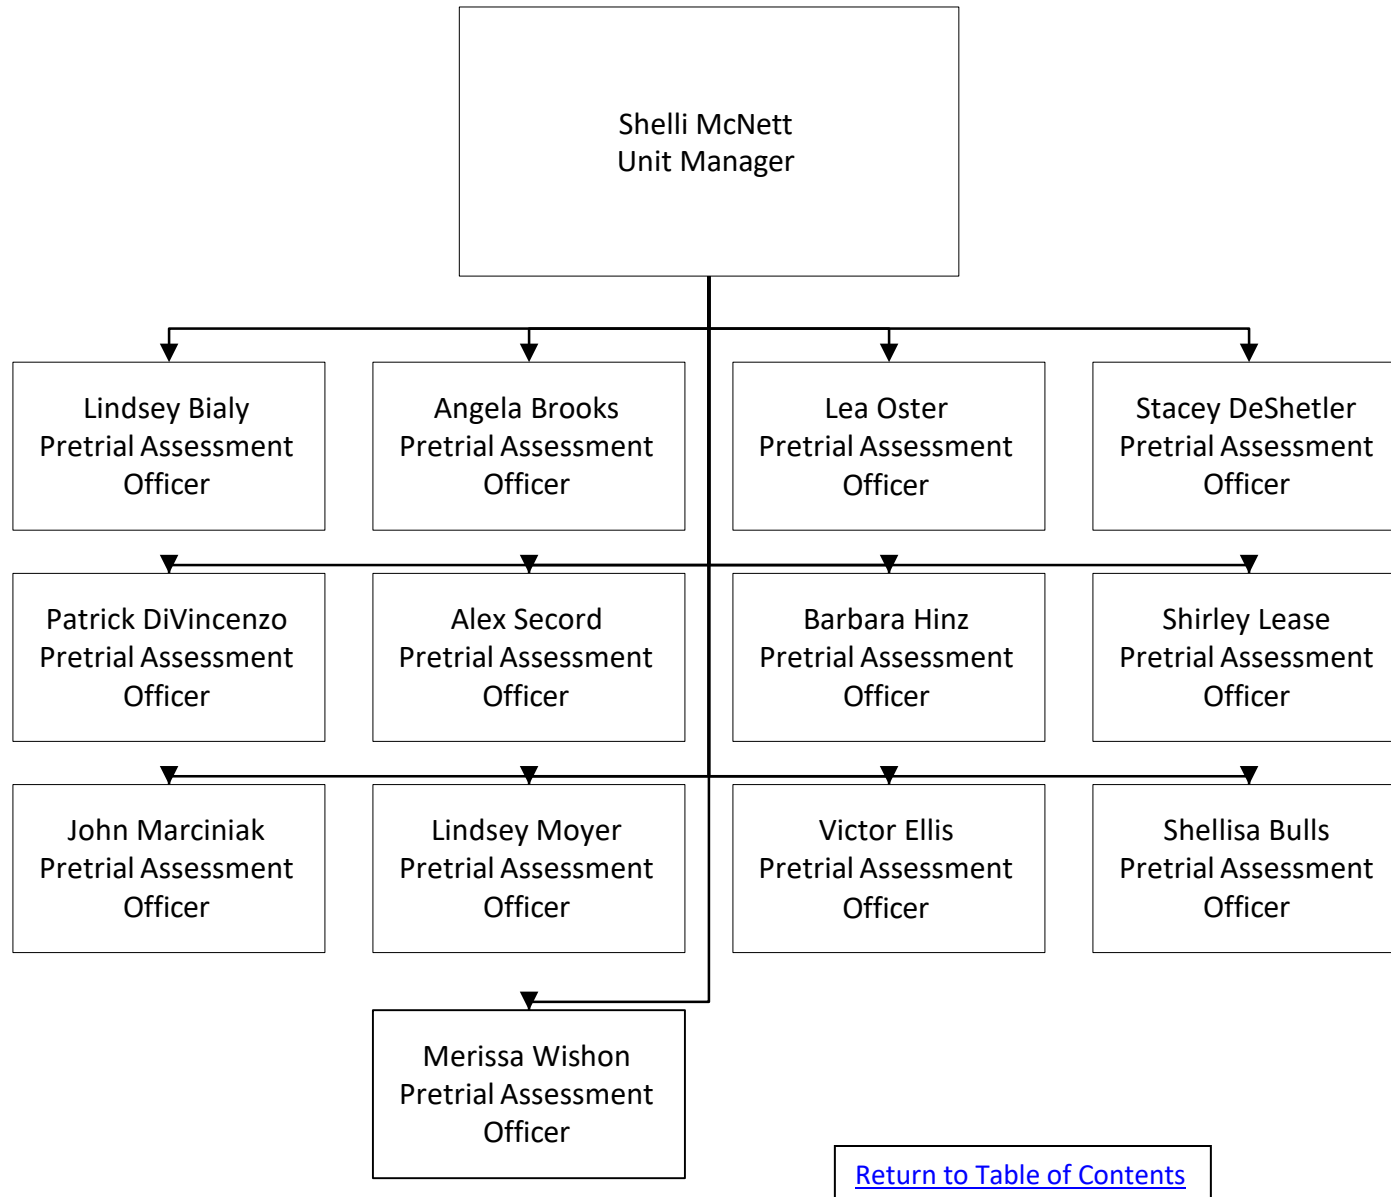 Shelli McNett
Unit Manager
Lindsey Bialy
Pretrial Assessment
Officer
Angela Brooks
Pretrial Assessment
Officer
Lea Oster
Pretrial Assessment
Officer
Stacey DeShetler
Pretrial Assessment
Officer
Patrick DiVincenzo
Pretrial Assessment
Officer
Alex Secord
Pretrial Assessment
Officer
Barbara Hinz
Pretrial Assessment
Officer
Shirley Lease
Pretrial Assessment
Officer
John Marciniak
Pretrial Assessment
Officer
Lindsey Moyer
Pretrial Assessment
Officer
Victor Ellis
Pretrial Assessment
Officer
Shellisa Bulls
Pretrial Assessment
Officer
Merissa Wishon
Pretrial Assessment
Officer
Return to Table of Contents